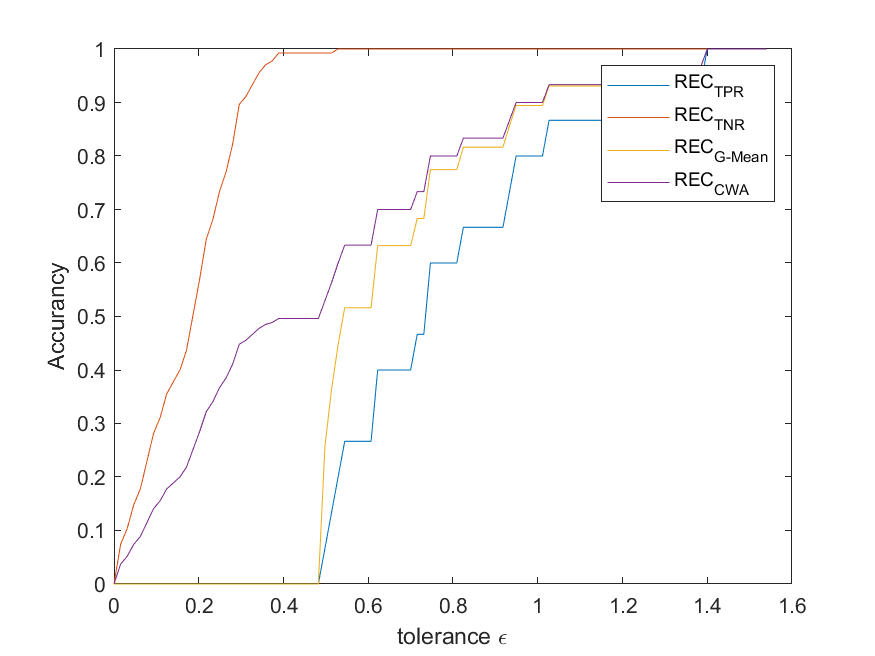 1
0.9
0.8
0.7
0.6
0.5
0.4
0.3
0.2
0.1
0
Accurancy
REC_TPR
REC_TNR
REC_G-Mean
REC_CWA
0 0.2 0.4 0.6 0.8 1 1.2 1.4 1.6
tolerance ϵ